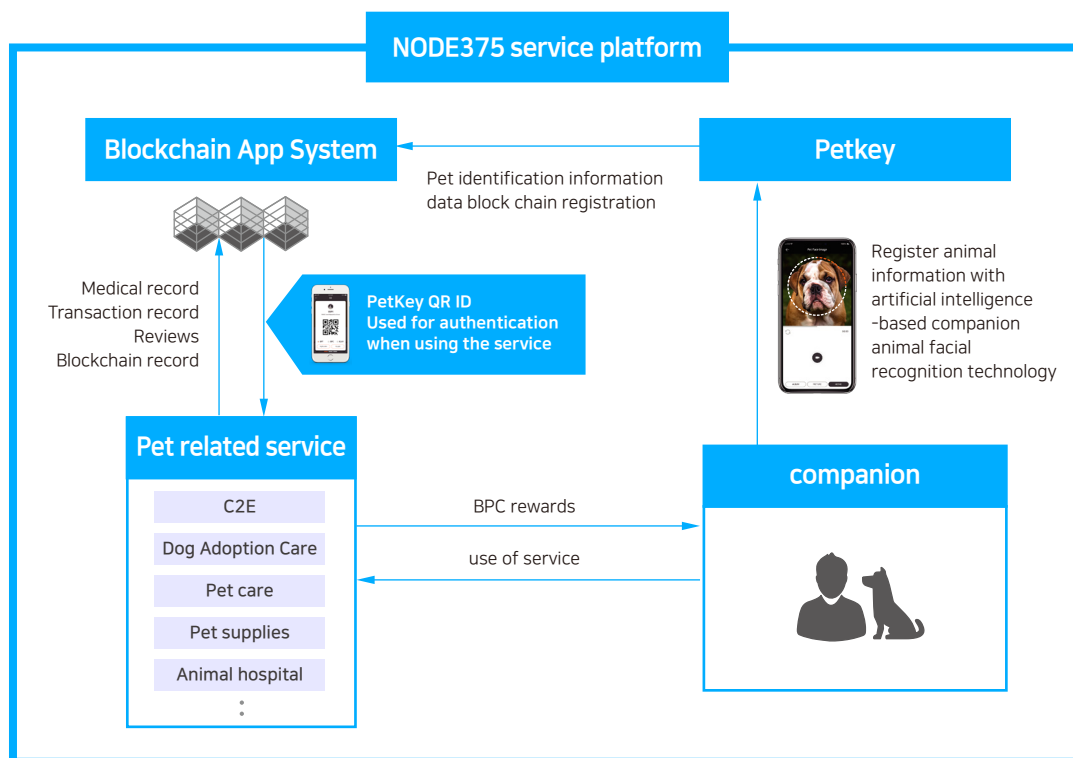 NODE375 service platform
Blockchain App System
Petkey
Pet identification information
data block chain registration
Medical record
Transaction record
Reviews
Blockchain record
PetKey QR ID
Used for authentication
when using the service
Register animal
information with
artificial intelligence
-based companion
animal facial
recognition technology
Pet related service
C2E
Dog Adoption Care
Pet care
Pet supplies
Animal hospital
BPC rewards
use of service
companion